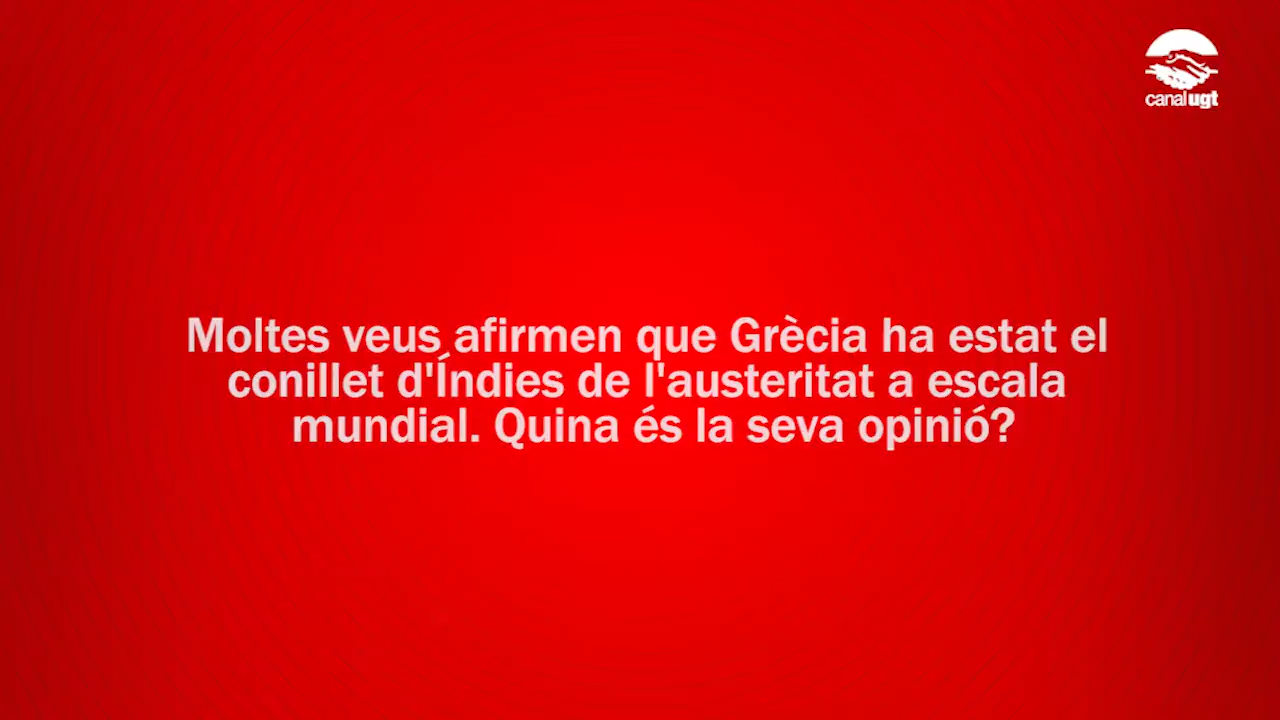 canalugt
Moltes veus afirmen que Grècia ha estat el
conillet d'Índies de l'austeritat a escala
mundial. Quina és la seva opinió?